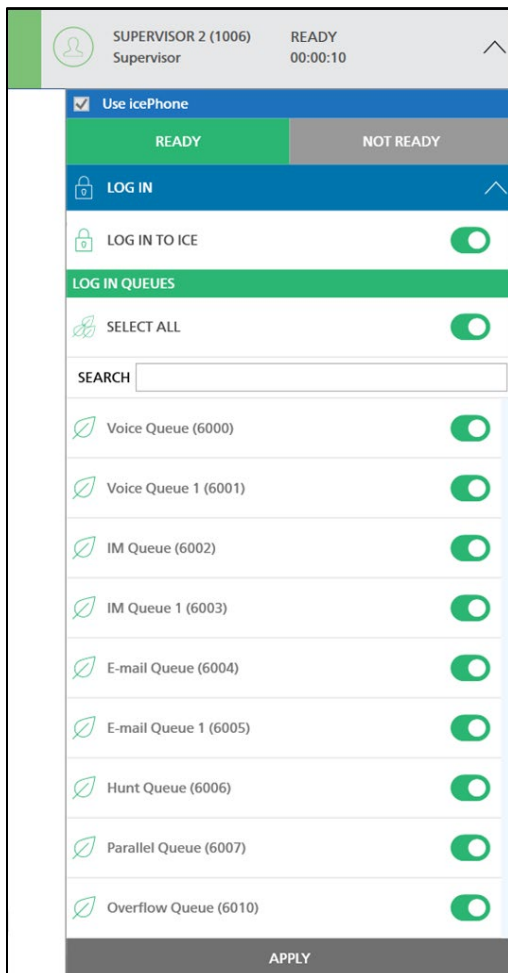 SUPERVISOR 2 (1006) READY
Supervisor 00:00:10
Use icePhone
READY NOT READY
LOG IN
LOG IN TO ICE
LOG IN QUEUES
SELECT ALL
SEARCH
Voice Queue (6000)
Voice Queue 1 (6001)
IM Queue (6002)
IM Queue 1 (6003)
E-mail Queue (6004)
E-mail Queue 1 (6005)
Hunt Queue (6006)
Parallel Queue (6007)
Overflow Queue (6010)
APPLY